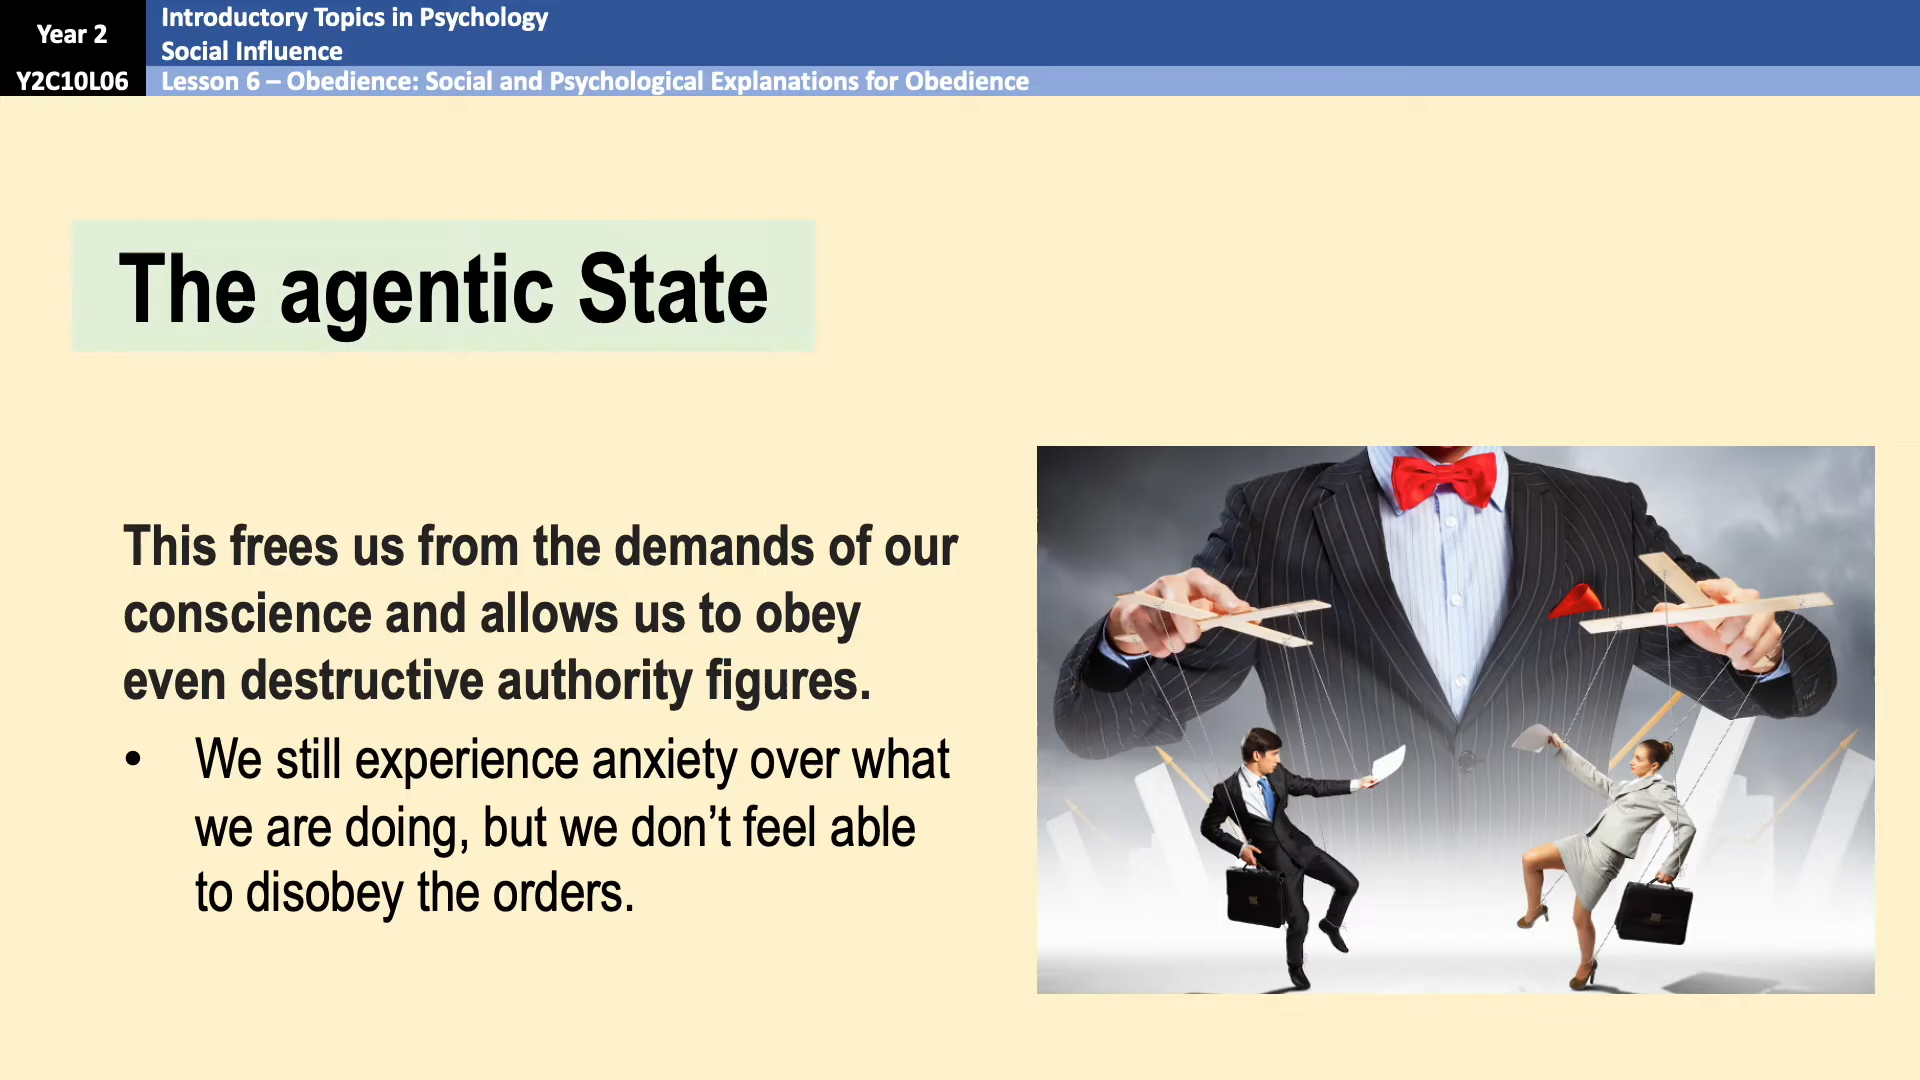 Year 2
Introductory Topics in Psychology
Social Influence
Y2C10L06
Lesson 6 – Obedience: Social and Psychological Explanations for Obedience
The agentic State
This frees us from the demands of our
conscience and allows us to obey
even destructive authority figures.
• We still experience anxiety over what
we are doing, but we don’t feel able
to disobey the orders.